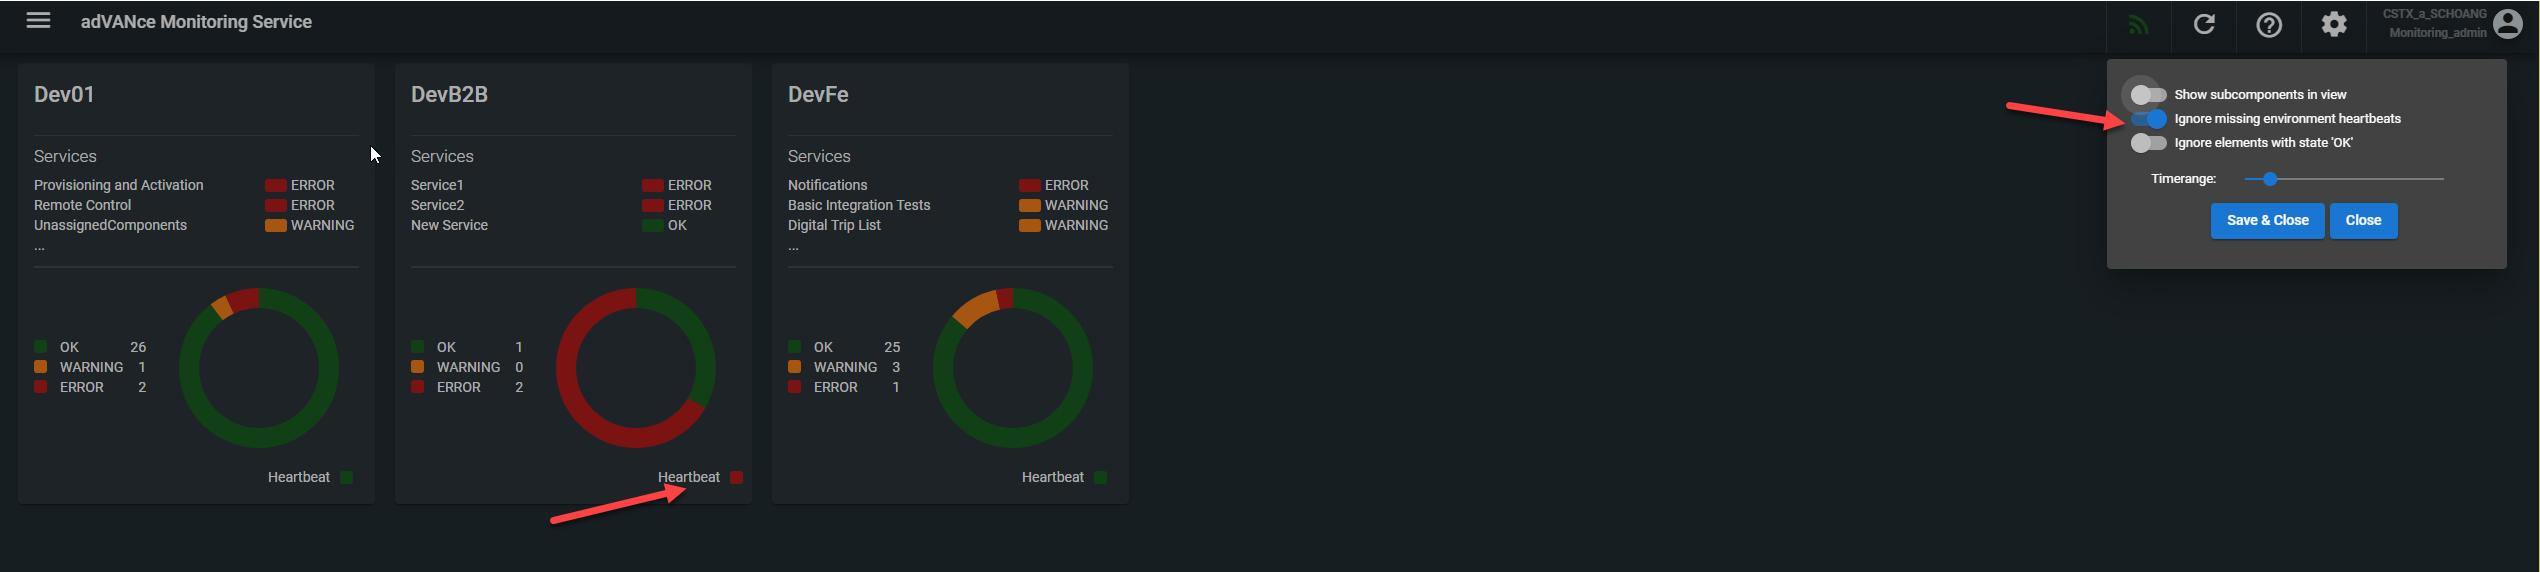 adVANce Monitoring Service
CSTX_a_SCHOANG
Monitoring_admin
Dev01
Services
Provisioning and Activation ERROR
Remote Control ERROR
UnassignedComponents WARNING
...
OK 26
WARNING 1
ERROR 2
Heartbeat
DevB2B
Services
Service1 ERROR
Service2 ERROR
New Service OK
OK 1
WARNING 0
ERROR 2
Heartbeat
DevFe
Services
Notifications ERROR
Basic Integration Tests WARNING
Digital Trip List WARNING
...
OK 25
WARNING 3
ERROR 1
Heartbeat
Show subcomponents in view
Ignore missing environment heartbeats
Ignore elements with state 'OK'
Timerange:
Save & Close Close